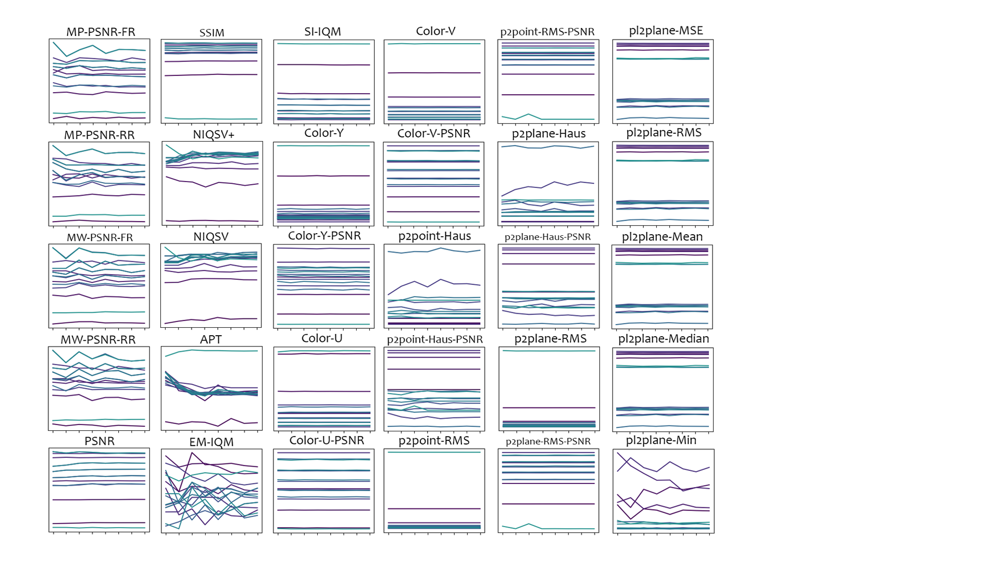 MP-PSNR-FR
SSIM
SI-IQM
Color-V
p2point-RMS-PSNR
pl2plane-MSE
MP-PSNR-RR
NIQSV+
Color-Y
Color-V-PSNR
p2plane-Haus
pl2plane-RMS
MW-PSNR-FR
NIQSV
Color-Y-PSNR
p2point-Haus
p2plane-Haus-PSNR
pl2plane-Mean
MW-PSNR-RR
APT
Color-U
p2point-Haus-PSNR
p2plane-RMS
pl2plane-Median
PSNR
EM-IQM
Color-U-PSNR
p2point-RMS
p2plane-RMS-PSNR
pl2plane-Min